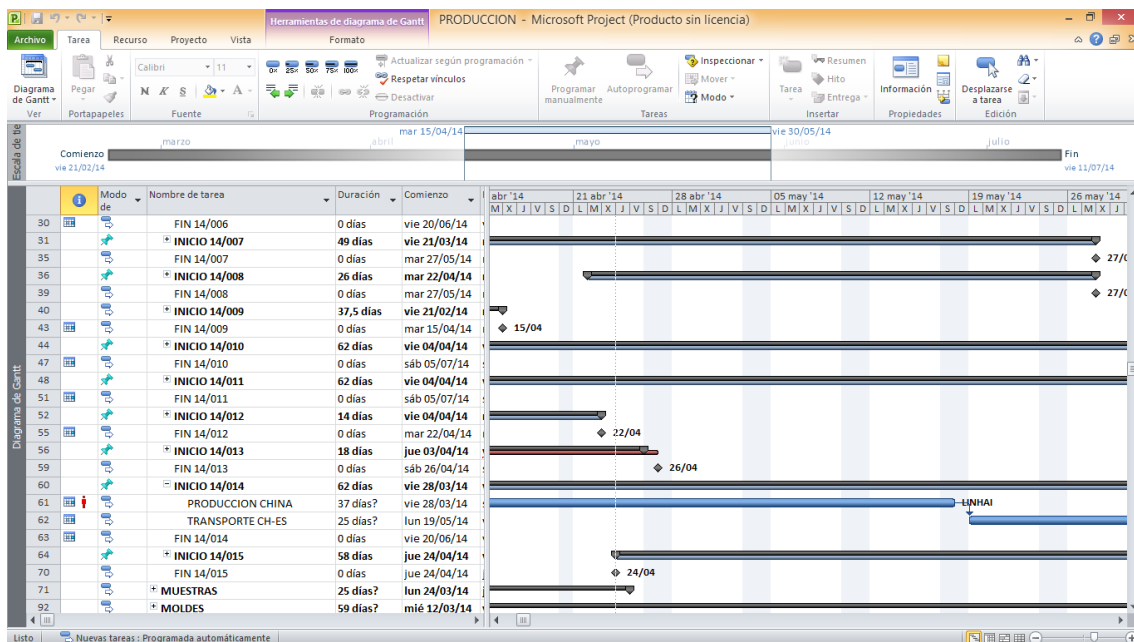 Herramientas de diagrama de Gantt PRODUCCION - Microsoft Project (Producto sin licencia)
Archivo Tarea Recurso Proyecto Vista Formato
Diagrama de Gantt
Ver
Pegar
Portapapeles
Calibri 11
N K S A
Fuente
0× 25× 50× 75× 100×
Actualizar según programación
Respetar vínculos
Desactivar
Programación
Programar manualmente
Autoprogramar
Inspeccionar
Mover
Modo
Tareas
Tarea
Resumen
Hito
Entrega
Insertar
Información
Propiedades
Desplazarse a tarea
Edición
Escala de tie
mar 15/04/14 vie 30/05/14
marzo abril mayo junio julio
Comienzo
vie 21/02/14
Fin
vie 11/07/14
Diagrama de Gantt
Modo de Nombre de tarea Duración Comienzo
abr '14 21 abr '14 28 abr '14 05 may '14 12 may '14 19 may '14 26 may '14
M X J V S D L M X J V S D L M X J V S D L M X J V S D L M X J V S D L M X J V S D L M X J
30 FIN 14/006 0 días vie 20/06/14
31 INICIO 14/007 49 días vie 21/03/14
35 FIN 14/007 0 días mar 27/05/14
36 INICIO 14/008 26 días mar 22/04/14
39 FIN 14/008 0 días mar 27/05/14
40 INICIO 14/009 37,5 días vie 21/02/14
43 FIN 14/009 0 días mar 15/04/14 15/04
44 INICIO 14/010 62 días vie 04/04/14
47 FIN 14/010 0 días sáb 05/07/14
48 INICIO 14/011 62 días vie 04/04/14
51 FIN 14/011 0 días sáb 05/07/14
52 INICIO 14/012 14 días vie 04/04/14
55 FIN 14/012 0 días mar 22/04/14 22/04
56 INICIO 14/013 18 días jue 03/04/14
59 FIN 14/013 0 días sáb 26/04/14 26/04
60 INICIO 14/014 62 días vie 28/03/14
61 PRODUCCION CHINA 37 días? vie 28/03/14 LINHAI
62 TRANSPORTE CH-ES 25 días? lun 19/05/14
63 FIN 14/014 0 días vie 20/06/14
64 INICIO 14/015 58 días jue 24/04/14
70 FIN 14/015 0 días jue 24/04/14 24/04
71 MUESTRAS 25 días? lun 24/03/14
92 MOLDES 59 días? mié 12/03/14
Listo Nuevas tareas : Programada automáticamente